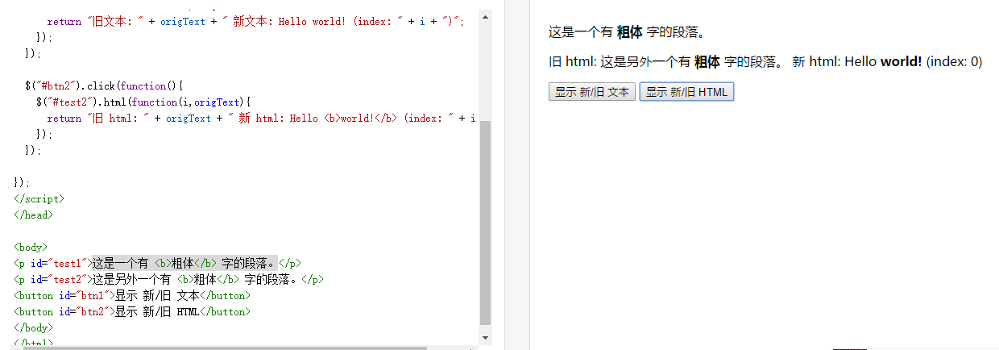 return "旧文本: " + origText + " 新文本: Hello world! (index: " + i + ")";
});
});
$("#btn2").click(function(){
$("#test2").html(function(i,origText){
return "旧 html: " + origText + " 新 html: Hello <b>world!</b> (index: " + i
});
});
});
</script>
</head>
<body>
<p id="test1">这是一个有 <b>粗体</b> 字的段落。</p>
<p id="test2">这是另外一个有 <b>粗体</b> 字的段落。</p>
<button id="btn1">显示 新/旧 文本</button>
<button id="btn2">显示 新/旧 HTML</button>
</body>
</html>
这是一个有 粗体 字的段落。
旧 html: 这是另外一个有 粗体 字的段落。 新 html: Hello world! (index: 0)
显示 新/旧 文本 显示 新/旧 HTML